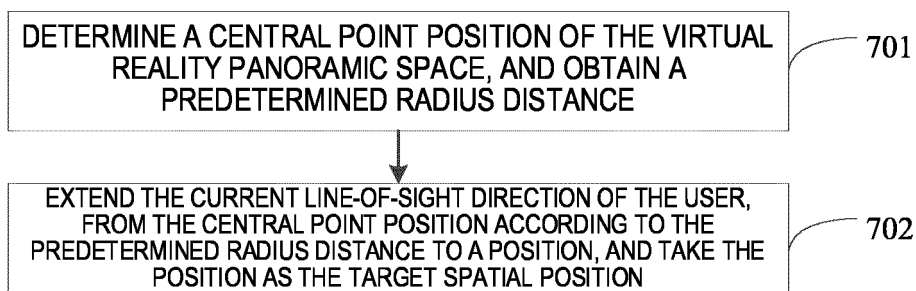 DETERMINE A CENTRAL POINT POSITION OF THE VIRTUAL
REALITY PANORAMIC SPACE, AND OBTAIN A
PREDETERMINED RADIUS DISTANCE
701
EXTEND THE CURRENT LINE-OF-SIGHT DIRECTION OF THE USER,
FROM THE CENTRAL POINT POSITION ACCORDING TO THE
PREDETERMINED RADIUS DISTANCE TO A POSITION, AND TAKE THE
POSITION AS THE TARGET SPATIAL POSITION
702